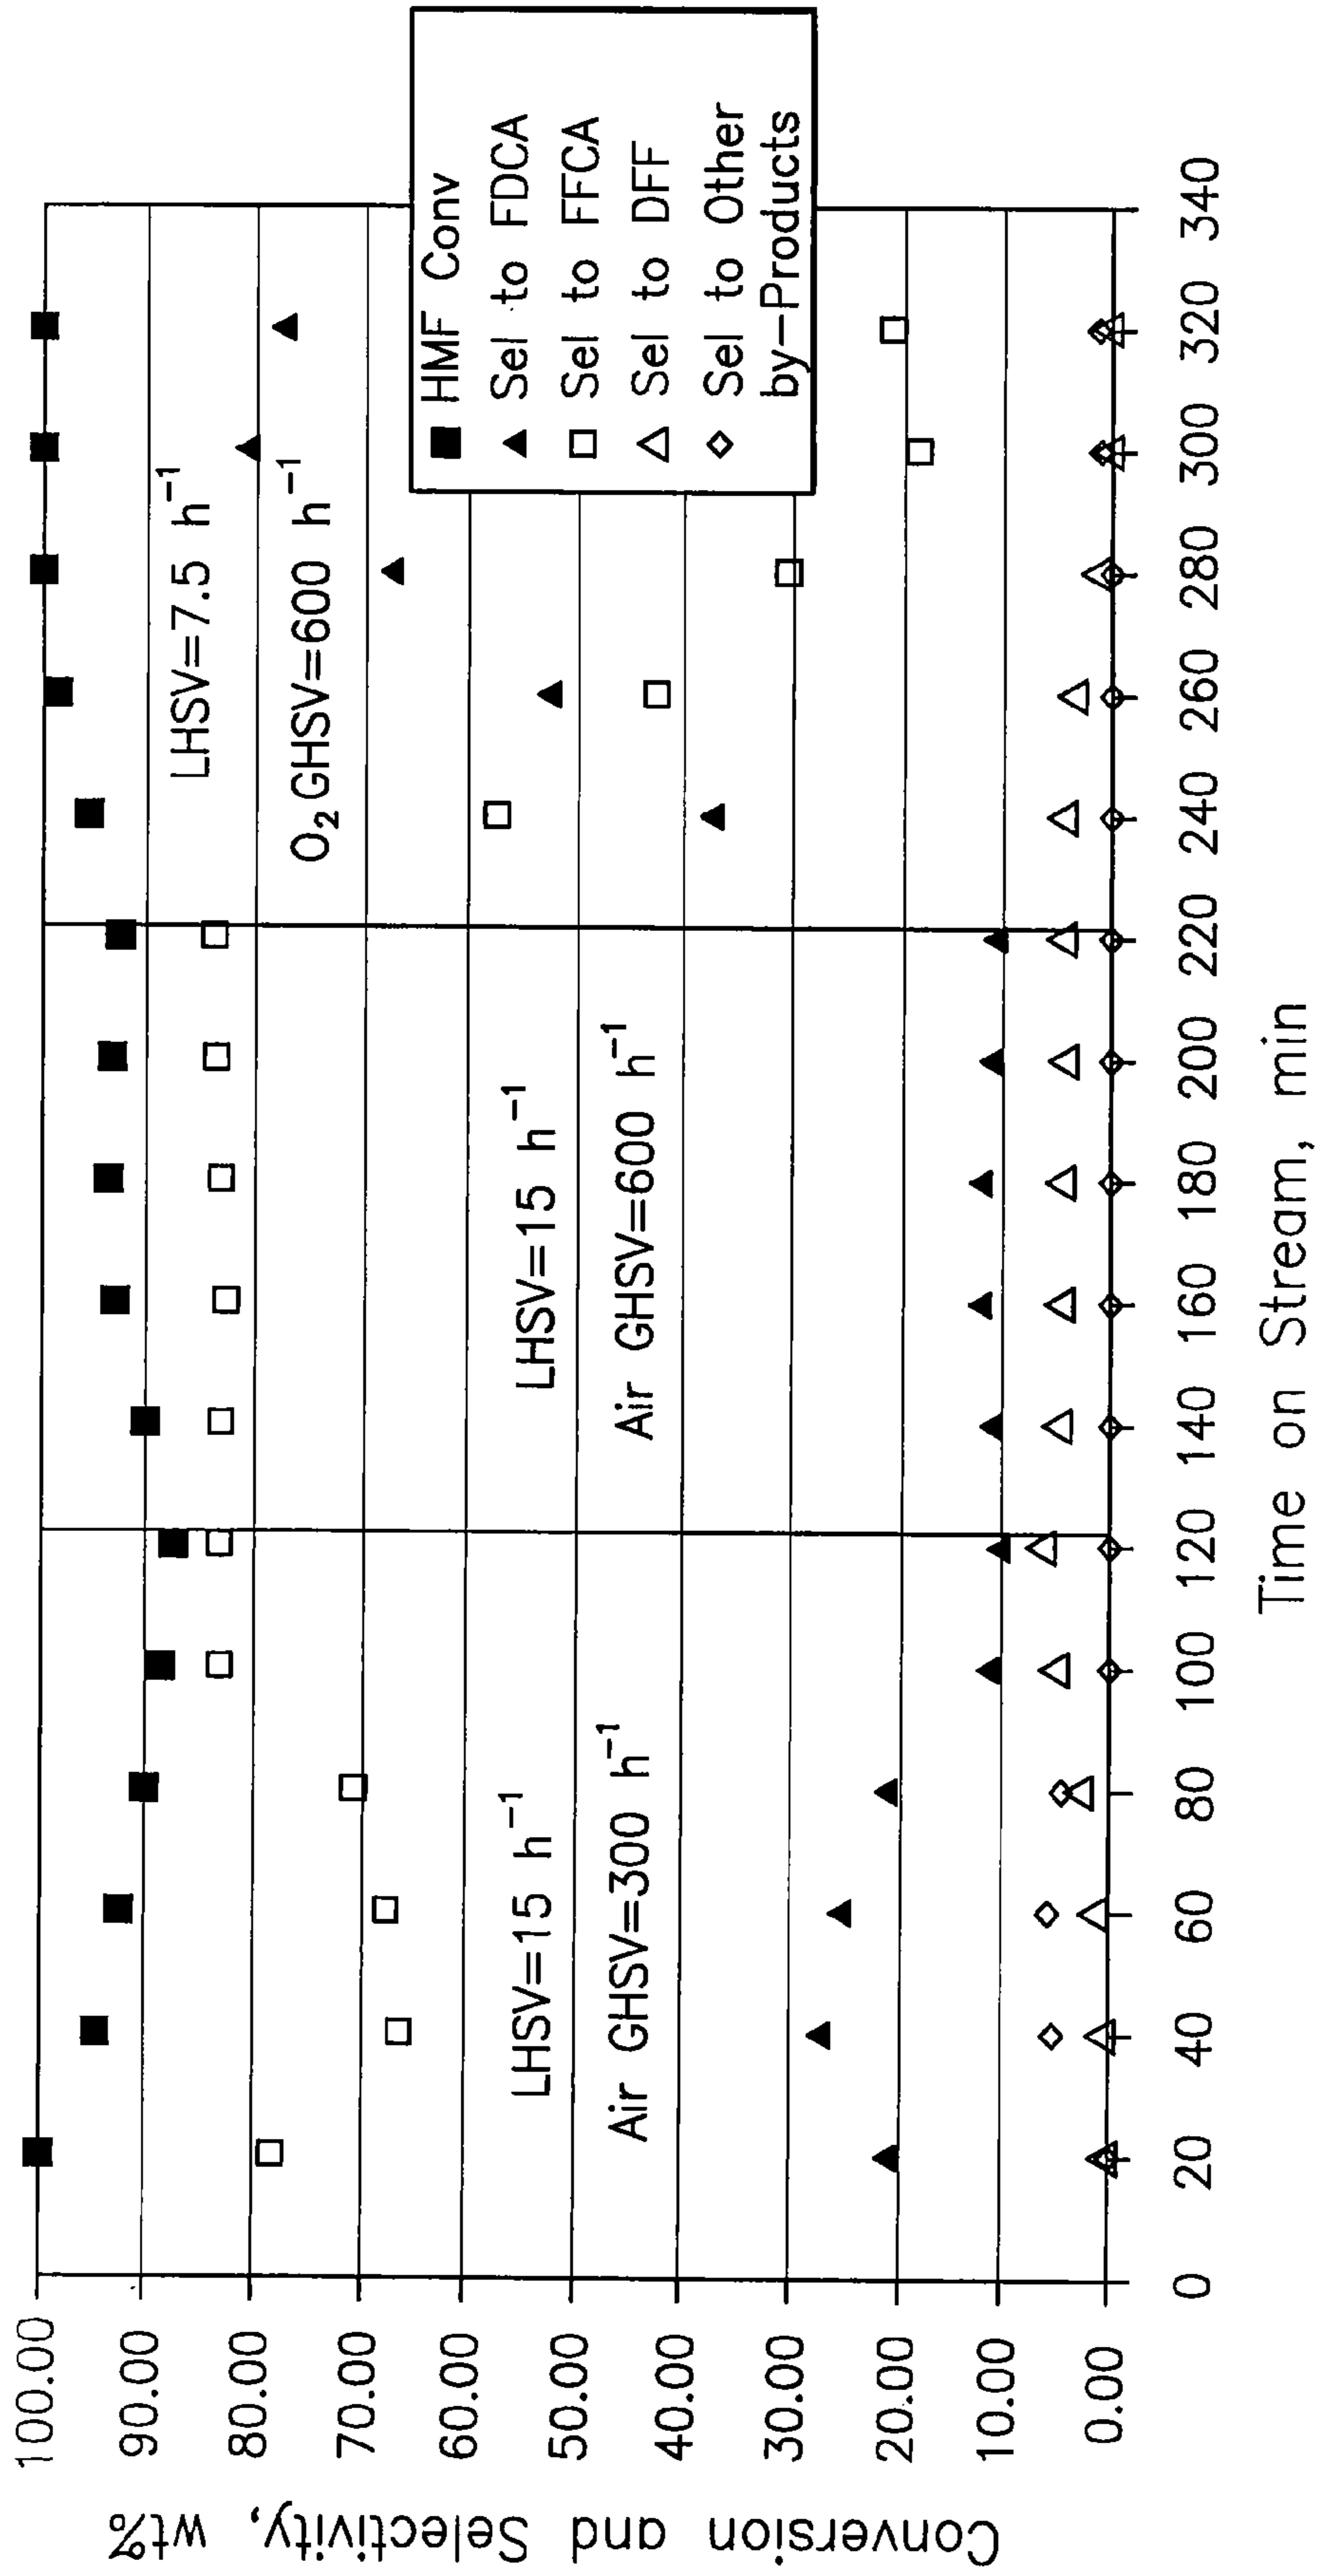 Conversion and Selectivity, wt%
100.00
90.00
80.00
70.00
60.00
50.00
40.00
30.00
20.00
10.00
0.00
LHSV=15 h⁻¹
Air GHSV=300 h⁻¹
LHSV=15 h⁻¹
Air GHSV=600 h⁻¹
LHSV=7.5 h⁻¹
O₂ GHSV=600 h⁻¹
HMF Conv
Sel to FDCA
Sel to FFCA
Sel to DFF
Sel to Other
by-Products
0 20 40 60 80 100 120 140 160 180 200 220 240 260 280 300 320 340
Time on Stream, min